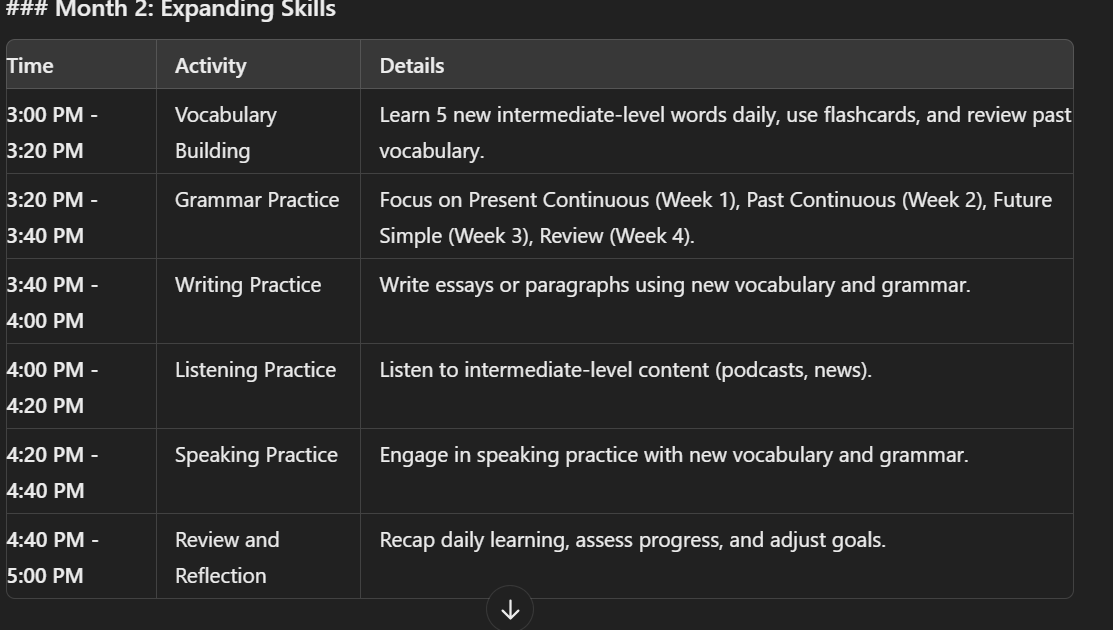 ### Month 2: Expanding Skills
Time Activity Details
3:00 PM - Vocabulary Learn 5 new intermediate-level words daily, use flashcards, and review past
3:20 PM Building vocabulary.
3:20 PM - Grammar Practice Focus on Present Continuous (Week 1), Past Continuous (Week 2), Future
3:40 PM Simple (Week 3), Review (Week 4).
3:40 PM - Writing Practice Write essays or paragraphs using new vocabulary and grammar.
4:00 PM
4:00 PM - Listening Practice Listen to intermediate-level content (podcasts, news).
4:20 PM
4:20 PM - Speaking Practice Engage in speaking practice with new vocabulary and grammar.
4:40 PM
4:40 PM - Review and Recap daily learning, assess progress, and adjust goals.
5:00 PM Reflection